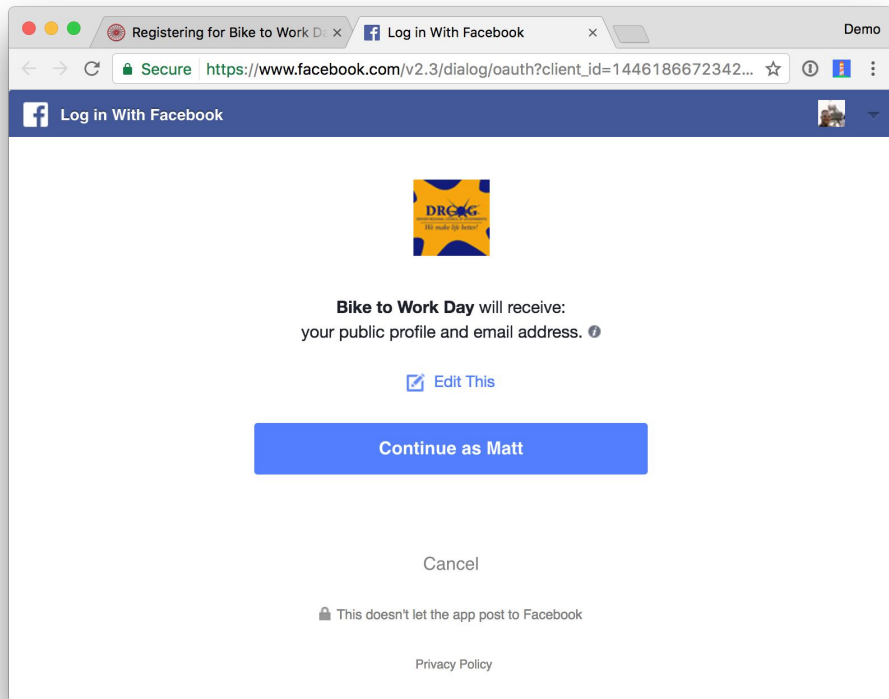 Registering for Bike to Work Da
Log in With Facebook
Demo
Secure
https://www.facebook.com/v2.3/dialog/oauth?client_id=1446186672342...
Log in With Facebook
DRCOG
We make life better!
Bike to Work Day will receive:
your public profile and email address.
Edit This
Continue as Matt
Cancel
This doesn't let the app post to Facebook
Privacy Policy